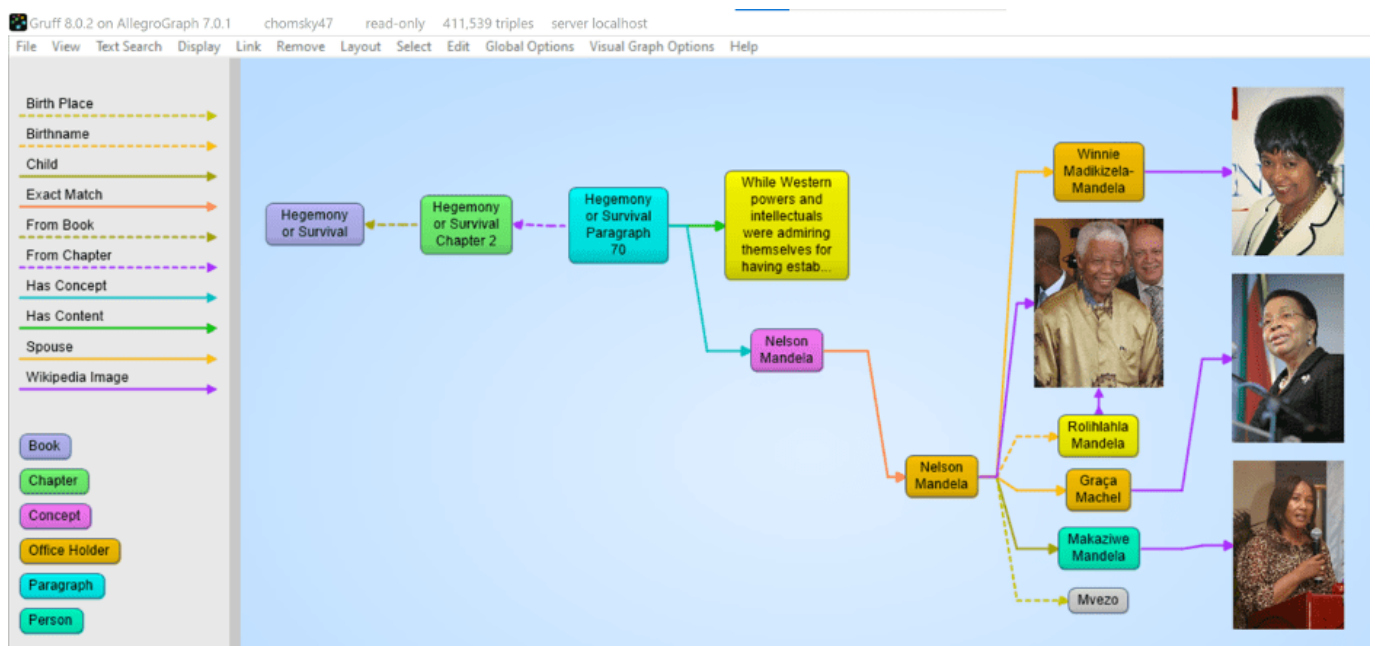 Gruff 8.0.2 on AllegroGraph 7.0.1 chomsky47 read-only 411,539 triples server localhost
File View Text Search Display Link Remove Layout Select Edit Global Options Visual Graph Options Help
Birth Place
Birthname
Child
Exact Match
From Book
From Chapter
Has Concept
Has Content
Spouse
Wikipedia Image
Book
Chapter
Concept
Office Holder
Paragraph
Person
Hegemony
or Survival
Hegemony
or Survival
Chapter 2
Hegemony
or Survival
Paragraph
70
While Western
powers and
intellectuals
were admiring
themselves for
having estab...
Nelson
Mandela
Nelson
Mandela
Winnie
Madikizela-
Mandela
Rolihlahla
Mandela
Graça
Machel
Makaziwe
Mandela
Mvezo